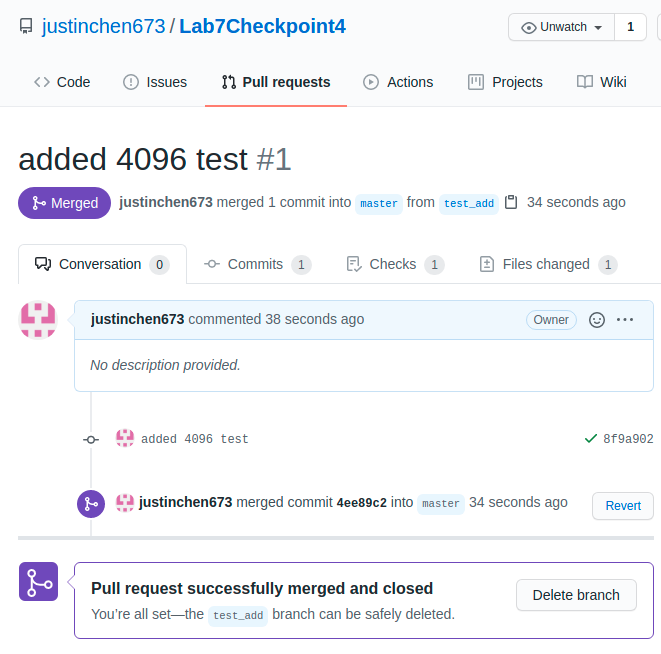 justinchen673 / Lab7Checkpoint4
Unwatch 1
Code Issues Pull requests Actions Projects Wiki
added 4096 test #1
Merged justinchen673 merged 1 commit into master from test_add 34 seconds ago
Conversation 0 Commits 1 Checks 1 Files changed 1
justinchen673 commented 38 seconds ago Owner
No description provided.
added 4096 test 8f9a902
justinchen673 merged commit 4ee89c2 into master 34 seconds ago Revert
Pull request successfully merged and closed
You’re all set—the test_add branch can be safely deleted.
Delete branch